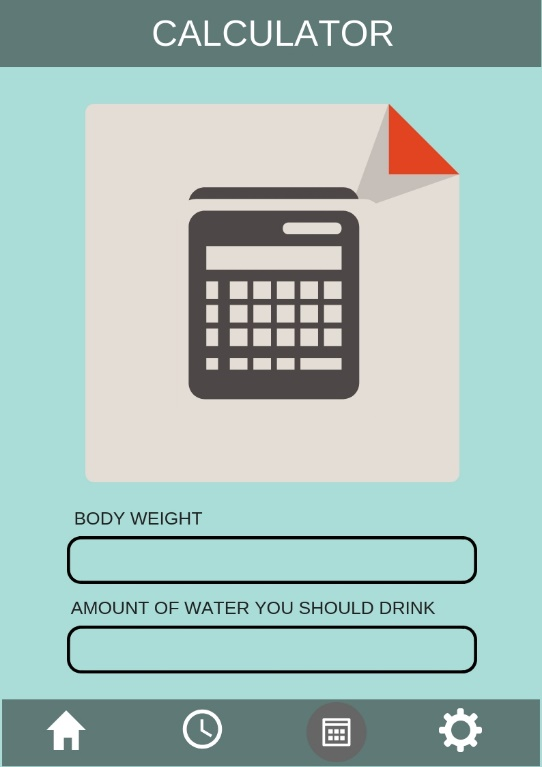 CALCULATOR
BODY WEIGHT
AMOUNT OF WATER YOU SHOULD DRINK